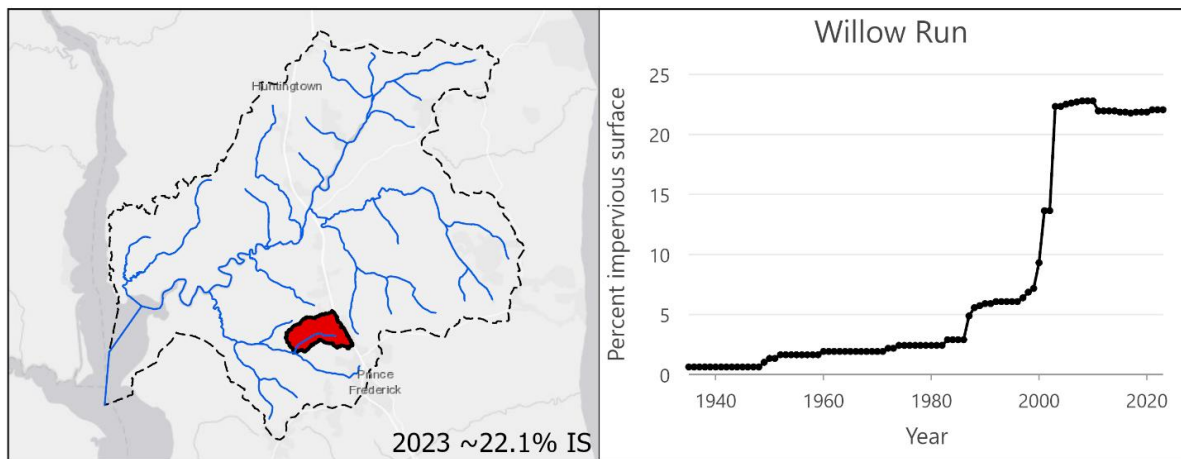 Huntingtown
Prince
Frederick
2023 ~22.1% IS
Willow Run
Percent impervious surface
25
20
15
10
5
0
1940
1960
1980
2000
2020
Year